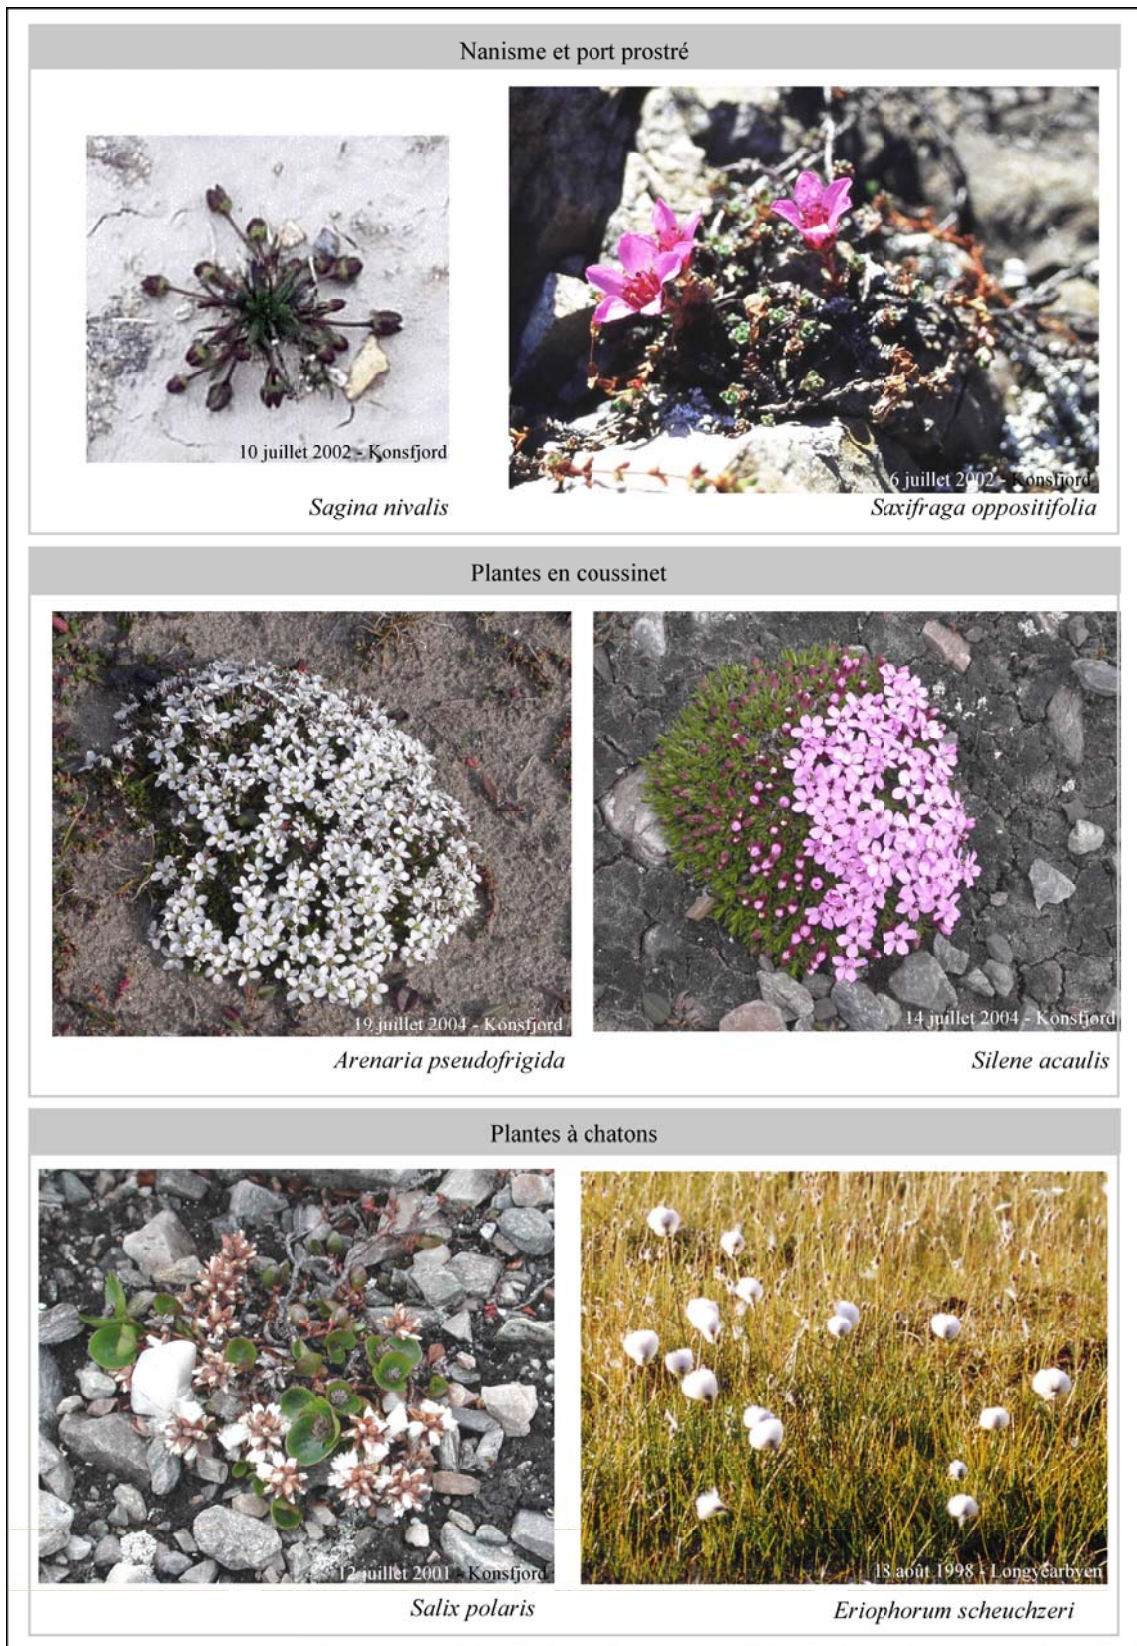 Nanisme et port prostré
10 juillet 2002 - Konsfjord
6 juillet 2002 - Konsfjord
Sagina nivalis
Saxifraga oppositifolia
Plantes en coussinet
19 juillet 2004 - Konsfjord
14 juillet 2004 - Konsfjord
Arenaria pseudofrigida
Silene acaulis
Plantes à chatons
12 juillet 2001 - Konsfjord
18 août 1998 - Longyearbyen
Salix polaris
Eriophorum scheuchzeri